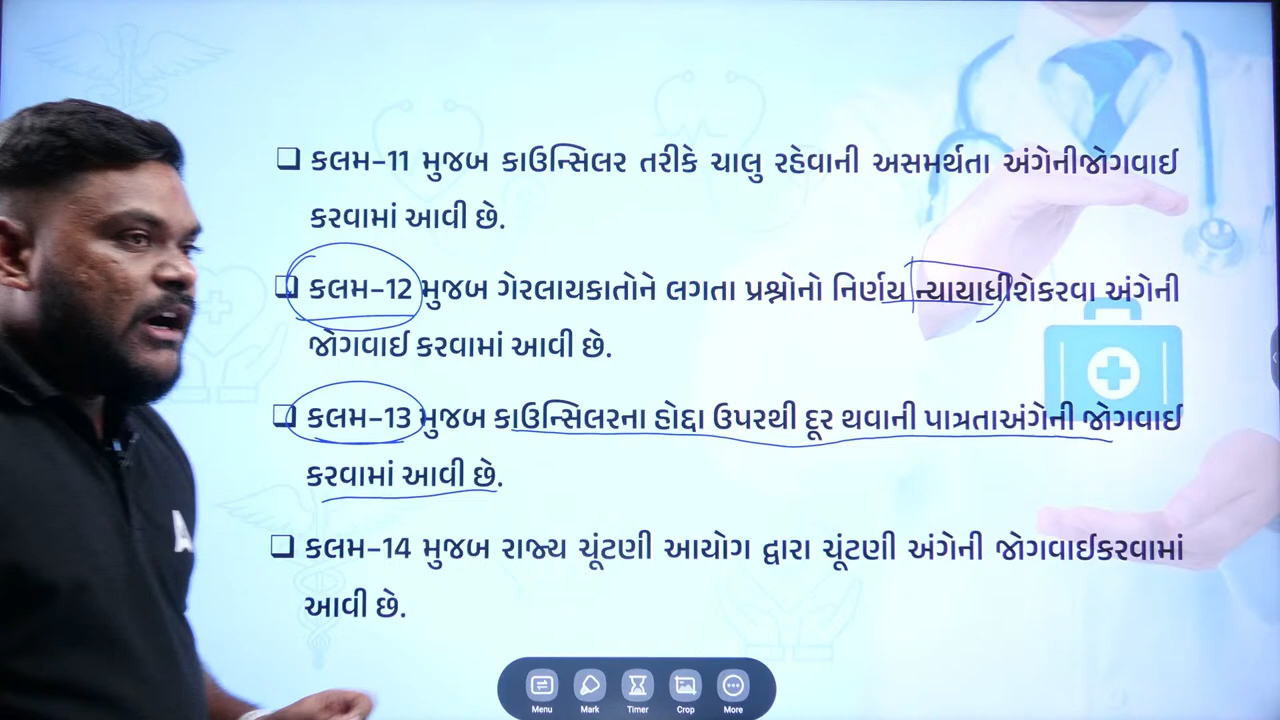 ❑ કલમ–11 મુજબ કાઉન્સિલર તરીકે ચાલુ રહેવાની અસમર્થતા અંગેનીજોગવાઈ
કરવામાં આવી છે.
❑ કલમ–12 મુજબ ગેરલાયકાતોને લગતા પ્રશ્નોનો નિર્ણય ન્યાયાધીશેકરવા અંગેની
જોગવાઈ કરવામાં આવી છે.
❑ કલમ–13 મુજબ કાઉન્સિલરના હોદ્દા ઉપરથી દૂર થવાની પાત્રતાઅંગેની જોગવાઈ
કરવામાં આવી છે.
❑ કલમ–14 મુજબ રાજ્ય ચૂંટણી આયોગ દ્વારા ચૂંટણી અંગેની જોગવાઈકરવામાં
આવી છે.
Menu Mark Timer Crop More